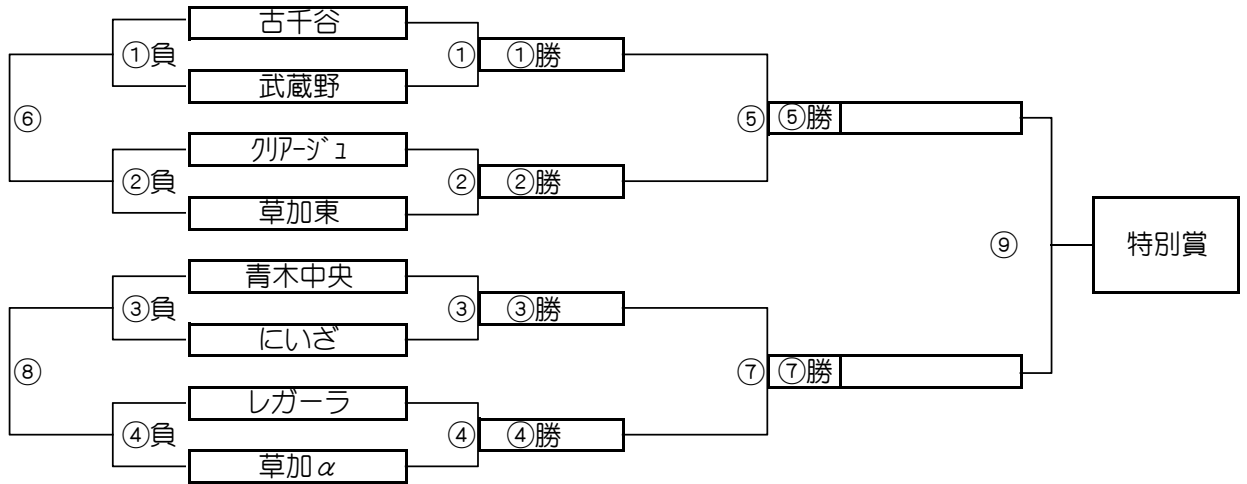 古千谷
①負 ① ①勝
武蔵野
⑥ ⑤ ⑤勝
クリアージュ
②負 ② ②勝
草加東
特別賞
⑨
青木中央
③負 ③ ③勝
にいざ
⑧ ⑦ ⑦勝
レガーラ
④負 ④ ④勝
草加α